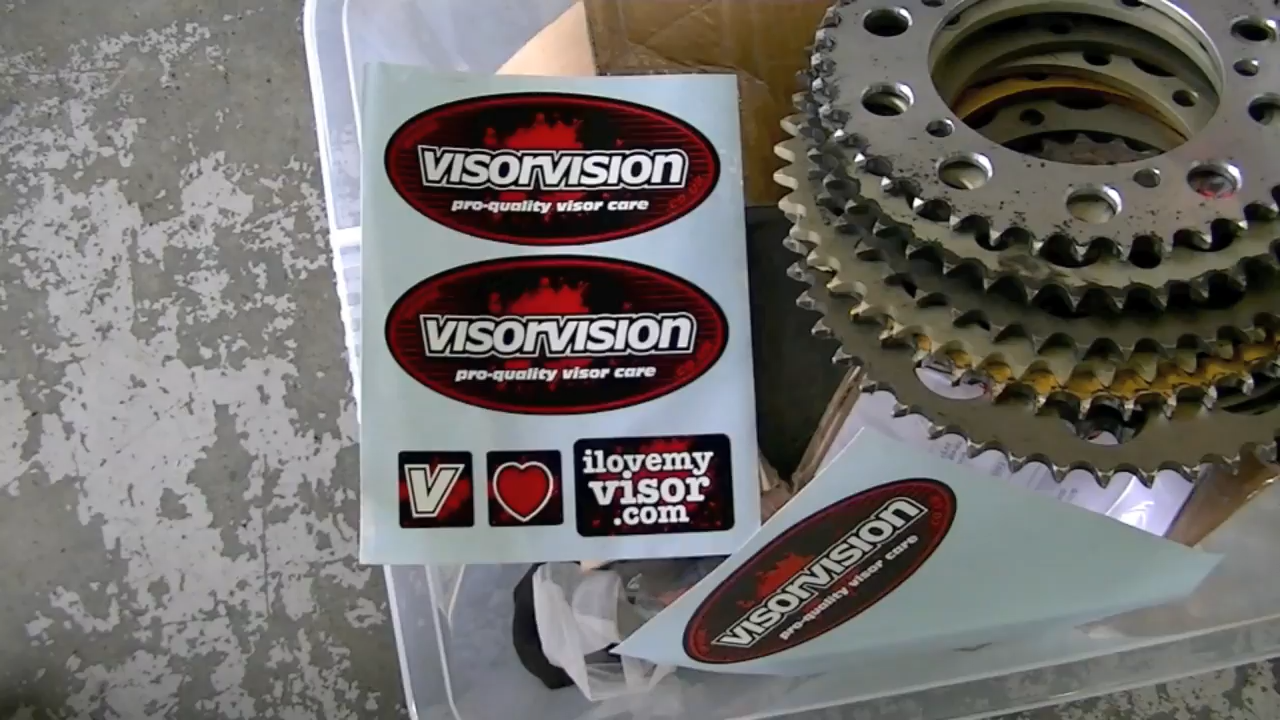 VISORVISION
pro-quality visor care
VISORVISION
pro-quality visor care
V
ilovemy
visor
.com
VISORVISION
pro-quality visor care